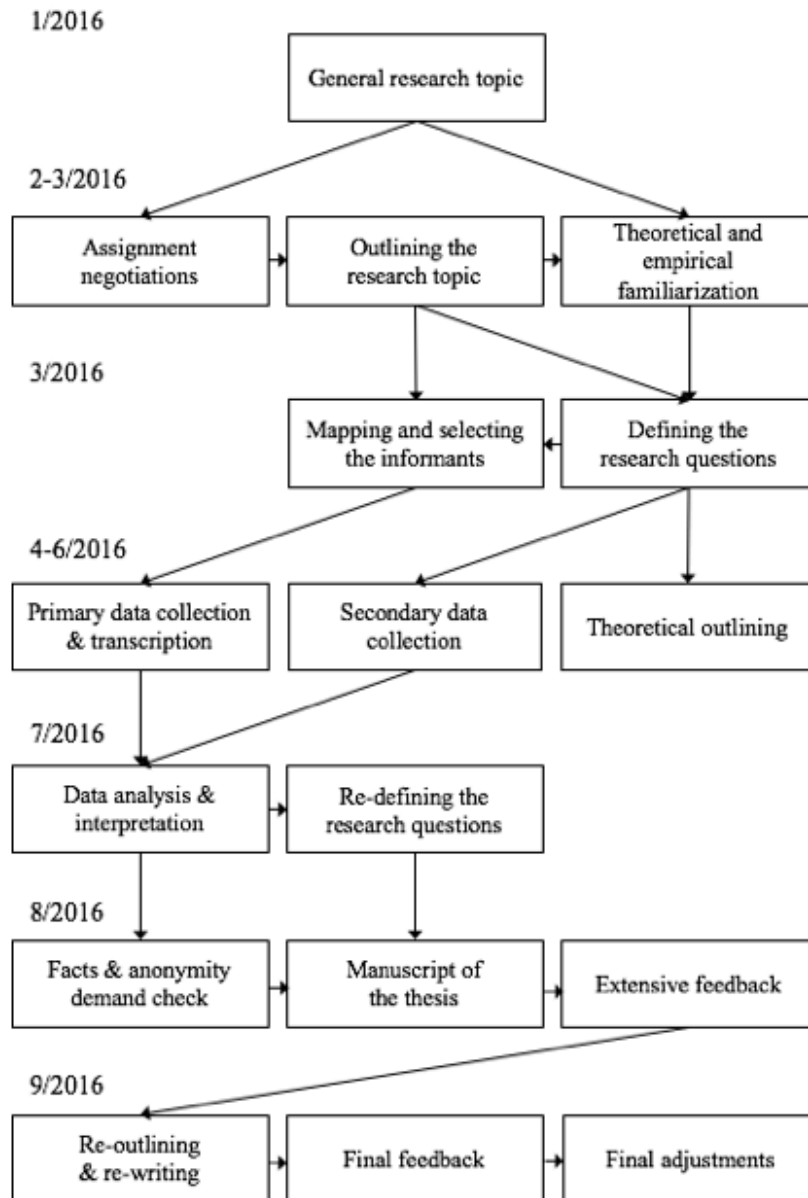 1/2016
General research topic
2-3/2016
Assignment
negotiations
Outlining the
research topic
Theoretical and
empirical
familiarization
3/2016
Mapping and selecting
the informants
Defining the
research questions
4-6/2016
Primary data collection
& transcription
Secondary data
collection
Theoretical outlining
7/2016
Data analysis &
interpretation
Re-defining the
research questions
8/2016
Facts & anonymity
demand check
Manuscript of
the thesis
Extensive feedback
9/2016
Re-outlining
& re-writing
Final feedback
Final adjustments